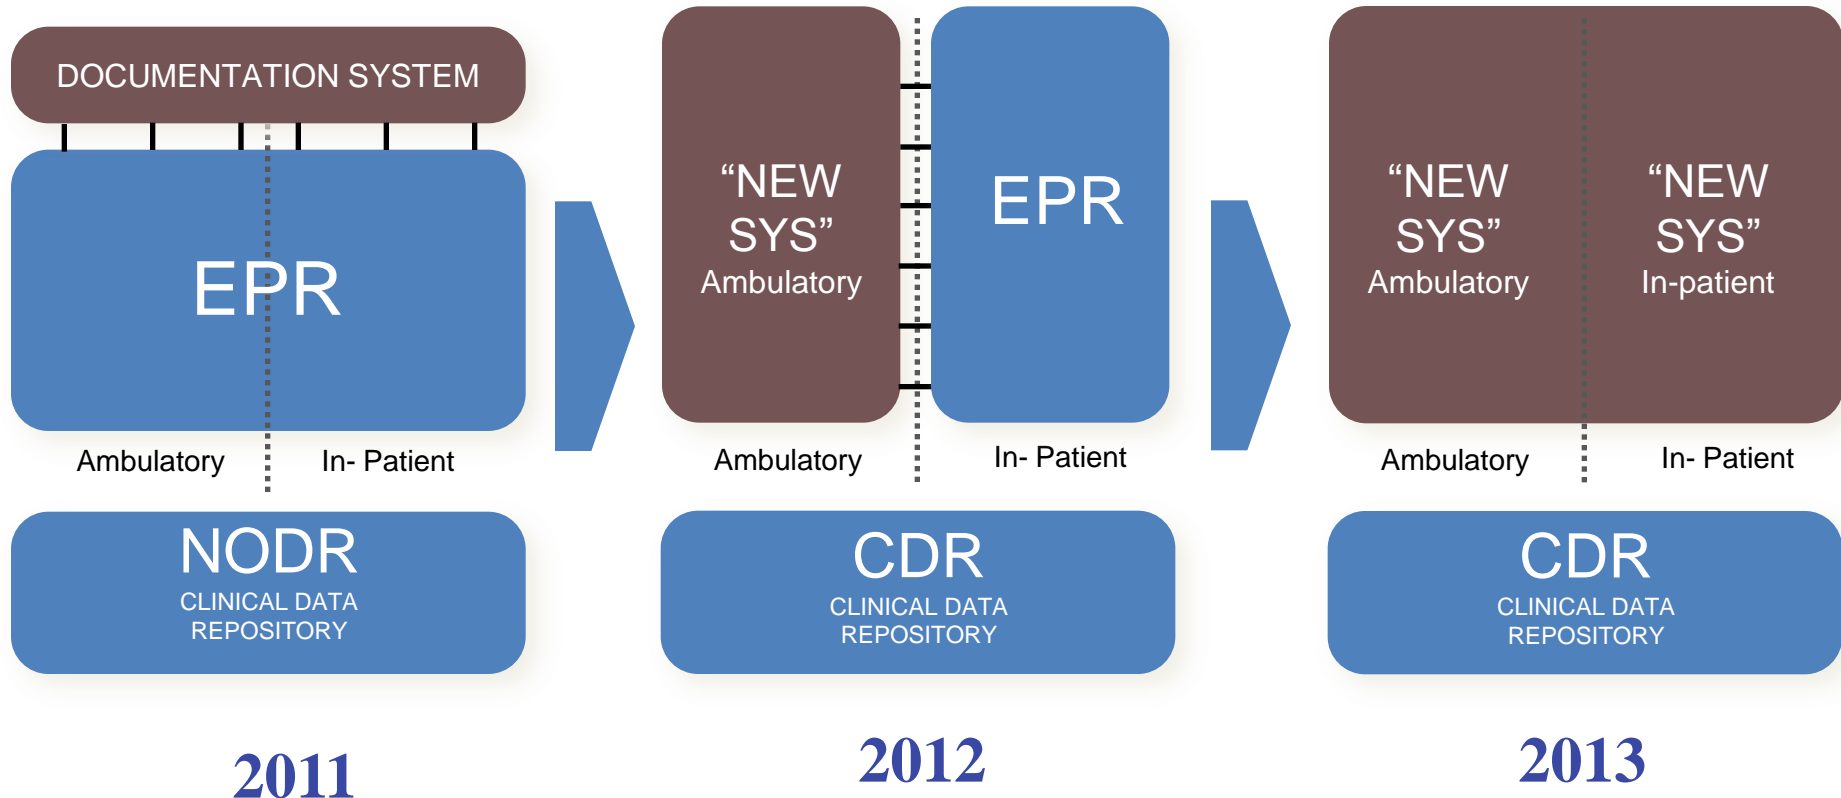 DOCUMENTATION SYSTEM
EPR
Ambulatory
In- Patient
NODR
CLINICAL DATA
REPOSITORY
2011
“NEW
SYS”
Ambulatory
EPR
Ambulatory
In- Patient
CDR
CLINICAL DATA
REPOSITORY
2012
“NEW
SYS”
Ambulatory
“NEW
SYS”
In-patient
Ambulatory
In- Patient
CDR
CLINICAL DATA
REPOSITORY
2013